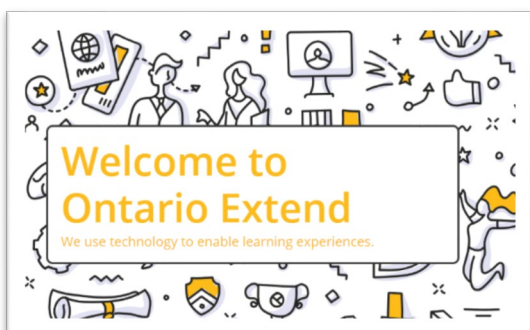 Welcome to
Ontario Extend
We use technology to enable learning experiences.